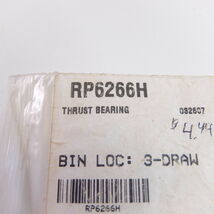 RP6266H
THRUST BEARING 032607
$4.44
BIN LOC: 3-DRAW
RP6266H